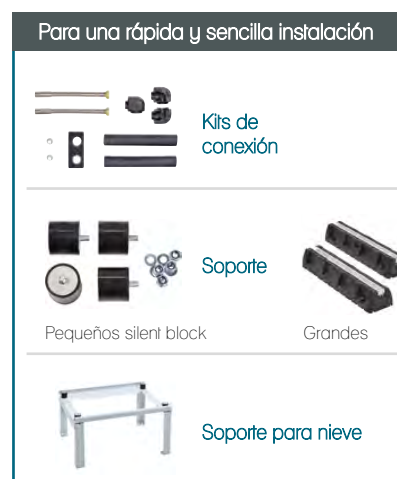 Para una rápida y sencilla instalación
Kits de
conexión
Soporte
Pequeños silent block
Grandes
Soporte para nieve